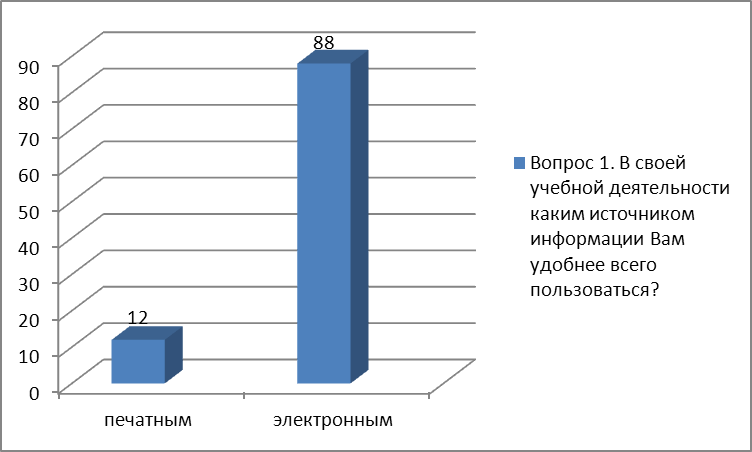 88
90
80
70
60
50
40
30
20
10
0
12
печатным
электронным
Вопрос 1. В своей
учебной деятельности
каким источником
информации Вам
удобнее всего
пользоваться?